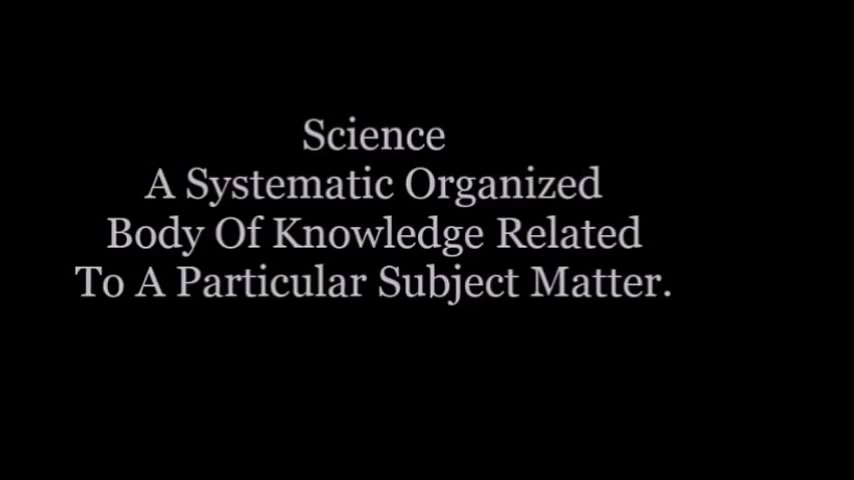 Science
A Systematic Organized
Body Of Knowledge Related
To A Particular Subject Matter.